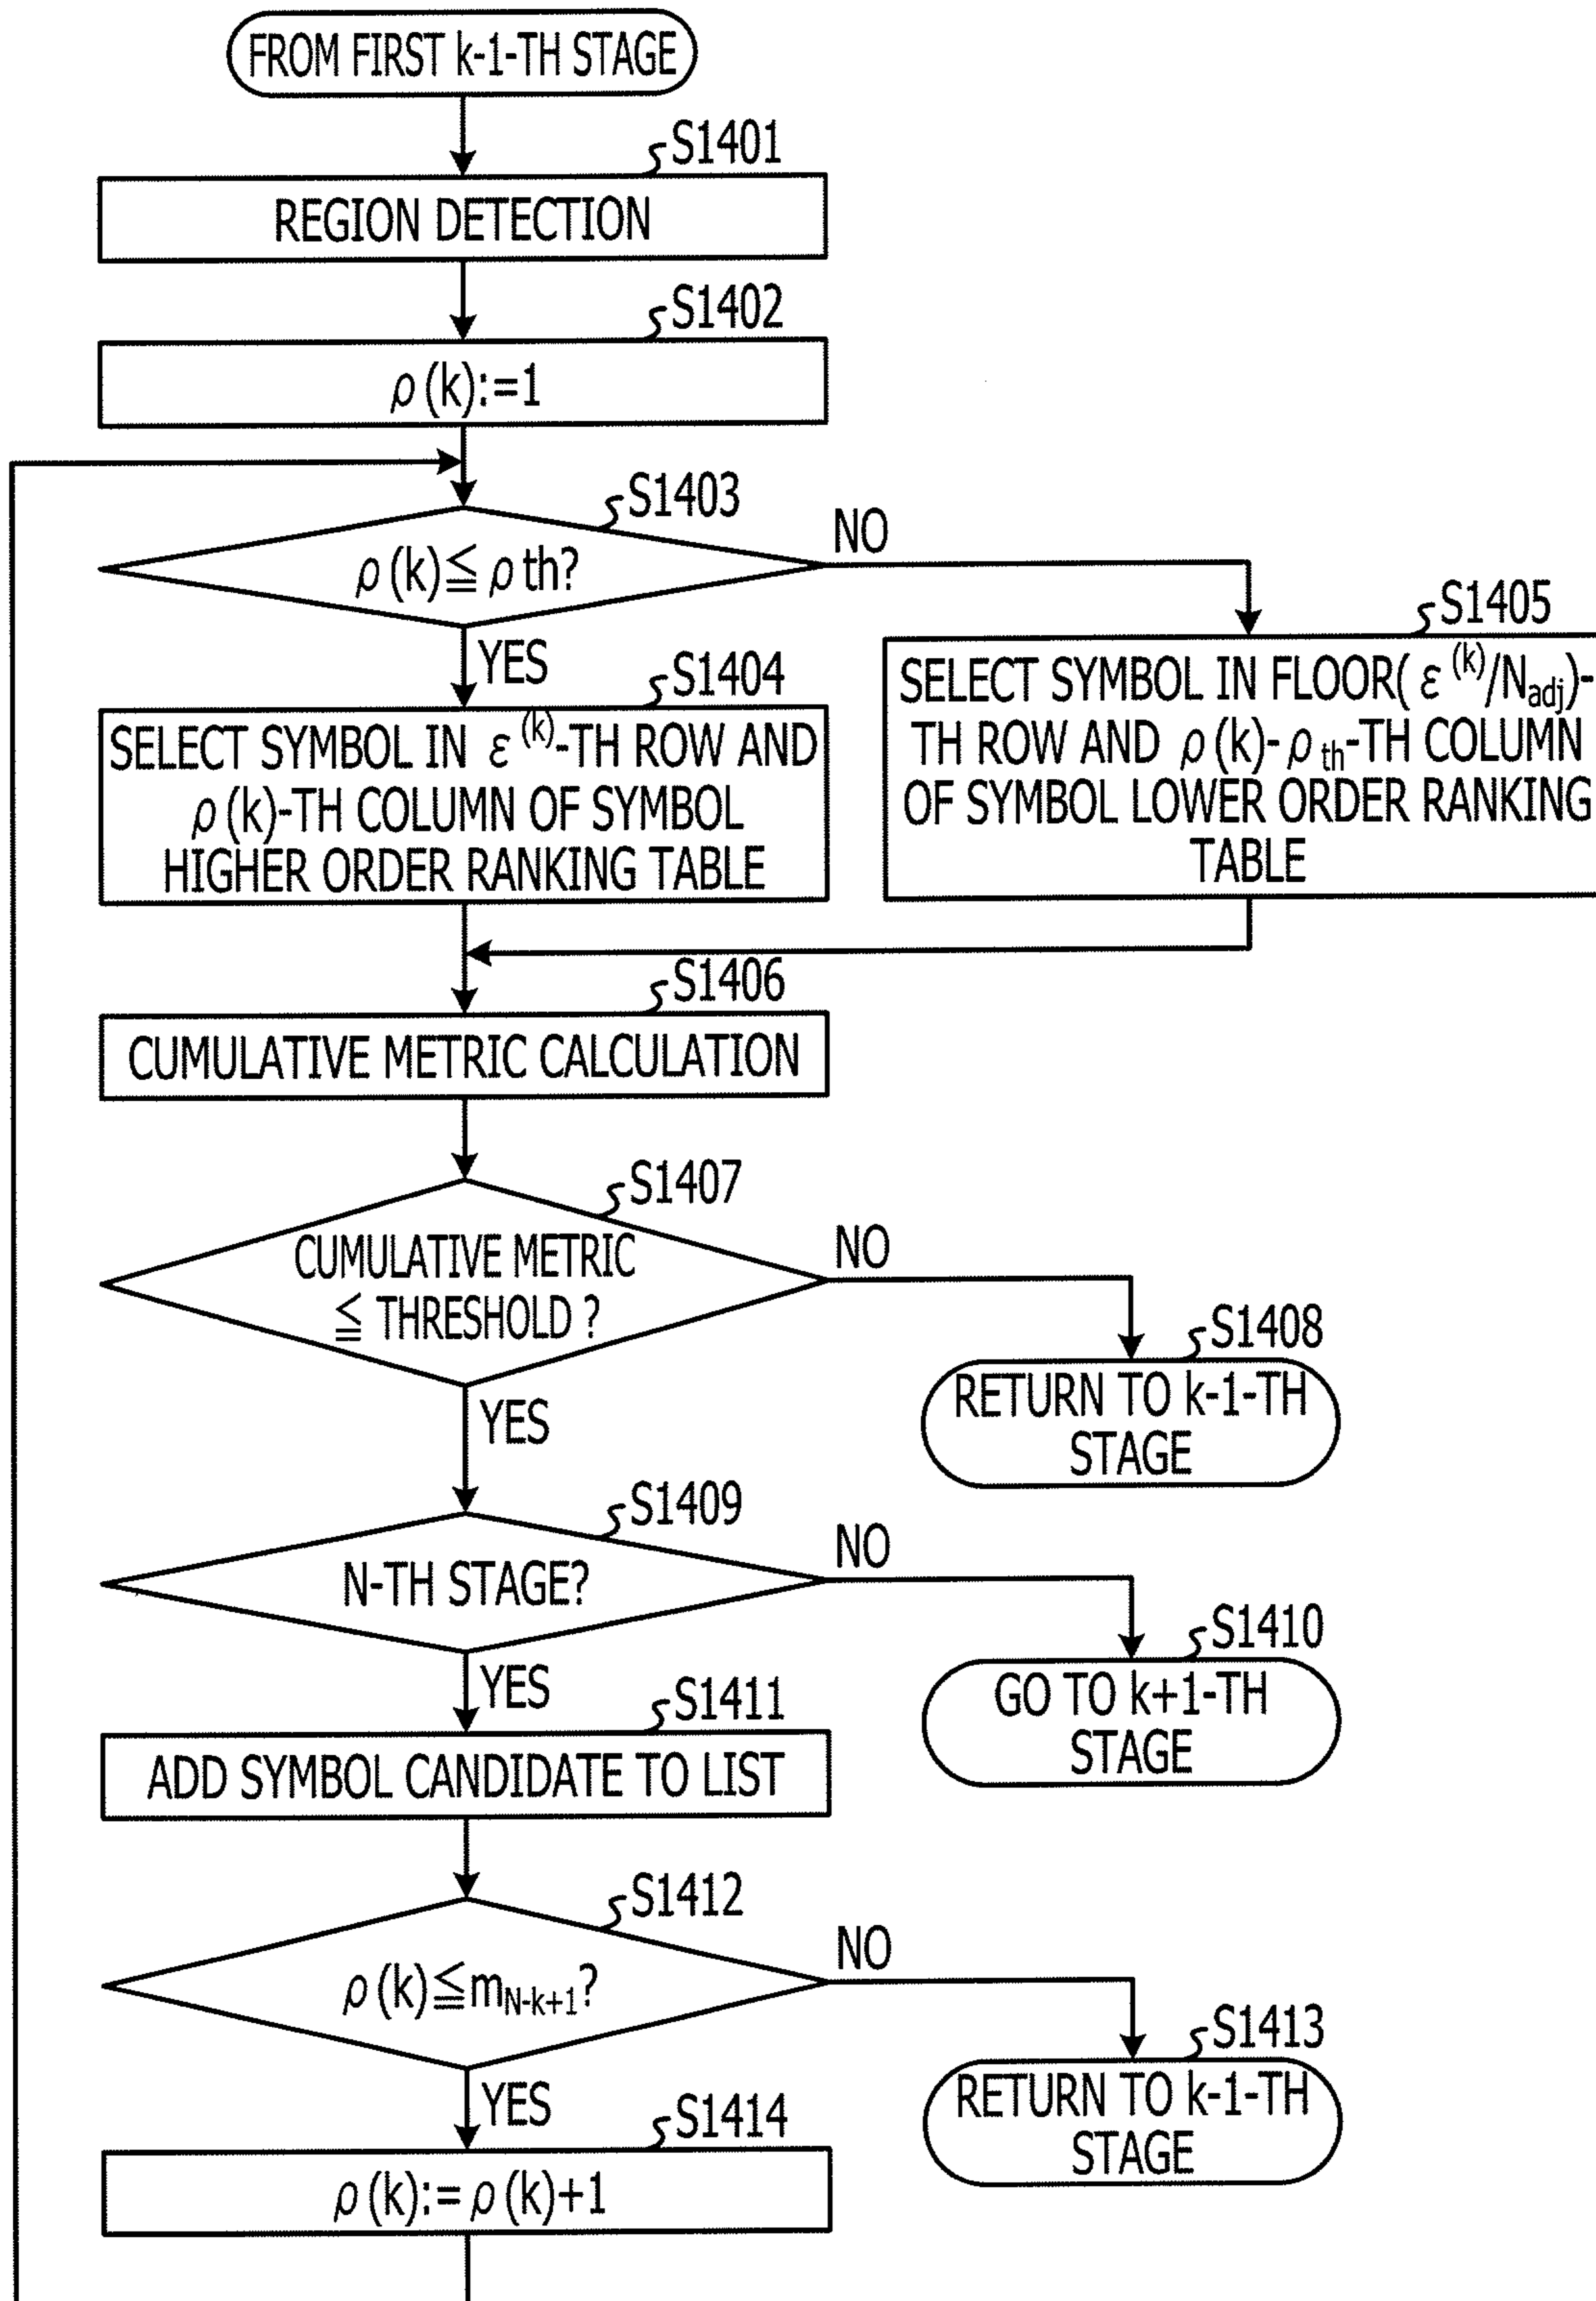 FROM FIRST k-1-TH STAGE
S1401
REGION DETECTION
S1402
ρ(k):=1
S1403
ρ(k)≦ρth?
NO
YES
S1404
SELECT SYMBOL IN ε(k)-TH ROW AND
ρ(k)-TH COLUMN OF SYMBOL
HIGHER ORDER RANKING TABLE
S1405
SELECT SYMBOL IN FLOOR(ε(k)/Nadj)-
TH ROW AND ρ(k)-ρth-TH COLUMN
OF SYMBOL LOWER ORDER RANKING
TABLE
S1406
CUMULATIVE METRIC CALCULATION
S1407
CUMULATIVE METRIC
≦ THRESHOLD ?
NO
S1408
RETURN TO k-1-TH
STAGE
YES
S1409
N-TH STAGE?
NO
S1410
GO TO k+1-TH
STAGE
YES
S1411
ADD SYMBOL CANDIDATE TO LIST
S1412
ρ(k)≦mN-k+1?
NO
S1413
RETURN TO k-1-TH
STAGE
YES
S1414
ρ(k):=ρ(k)+1